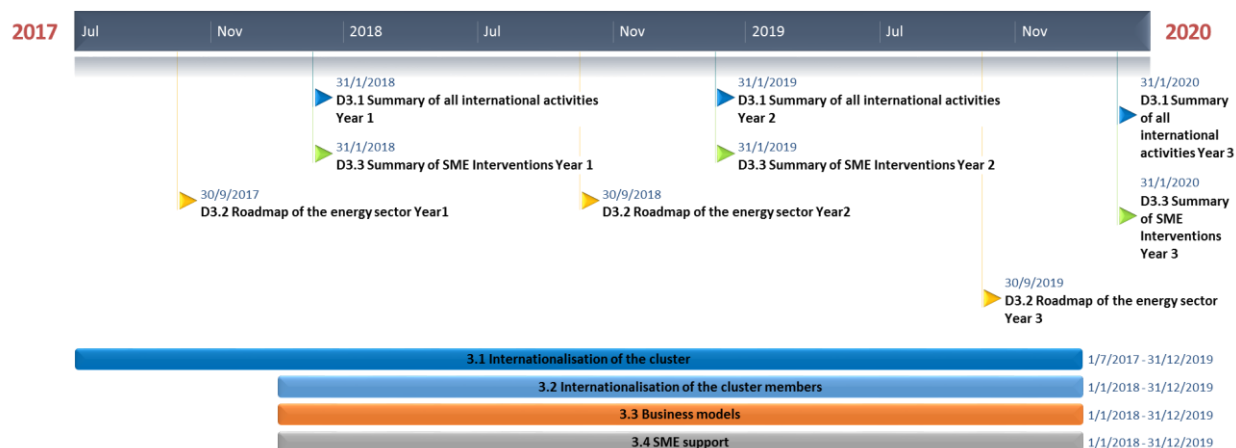 2017 Jul Nov 2018 Jul Nov 2019 Jul Nov 2020
31/1/2018
D3.1 Summary of all international activities
Year 1
31/1/2019
D3.1 Summary of all international activities
Year 2
31/1/2020
D3.1 Summary
of all
international
activities Year 3
31/1/2018
D3.3 Summary of SME Interventions Year 1
31/1/2019
D3.3 Summary of SME Interventions Year 2
31/1/2020
D3.3 Summary
of SME
Interventions
Year 3
30/9/2017
D3.2 Roadmap of the energy sector Year1
30/9/2018
D3.2 Roadmap of the energy sector Year2
30/9/2019
D3.2 Roadmap of the energy sector
Year 3
3.1 Internationalisation of the cluster 1/7/2017 - 31/12/2019
3.2 Internationalisation of the cluster members 1/1/2018 - 31/12/2019
3.3 Business models 1/1/2018 - 31/12/2019
3.4 SME support 1/1/2018 - 31/12/2019